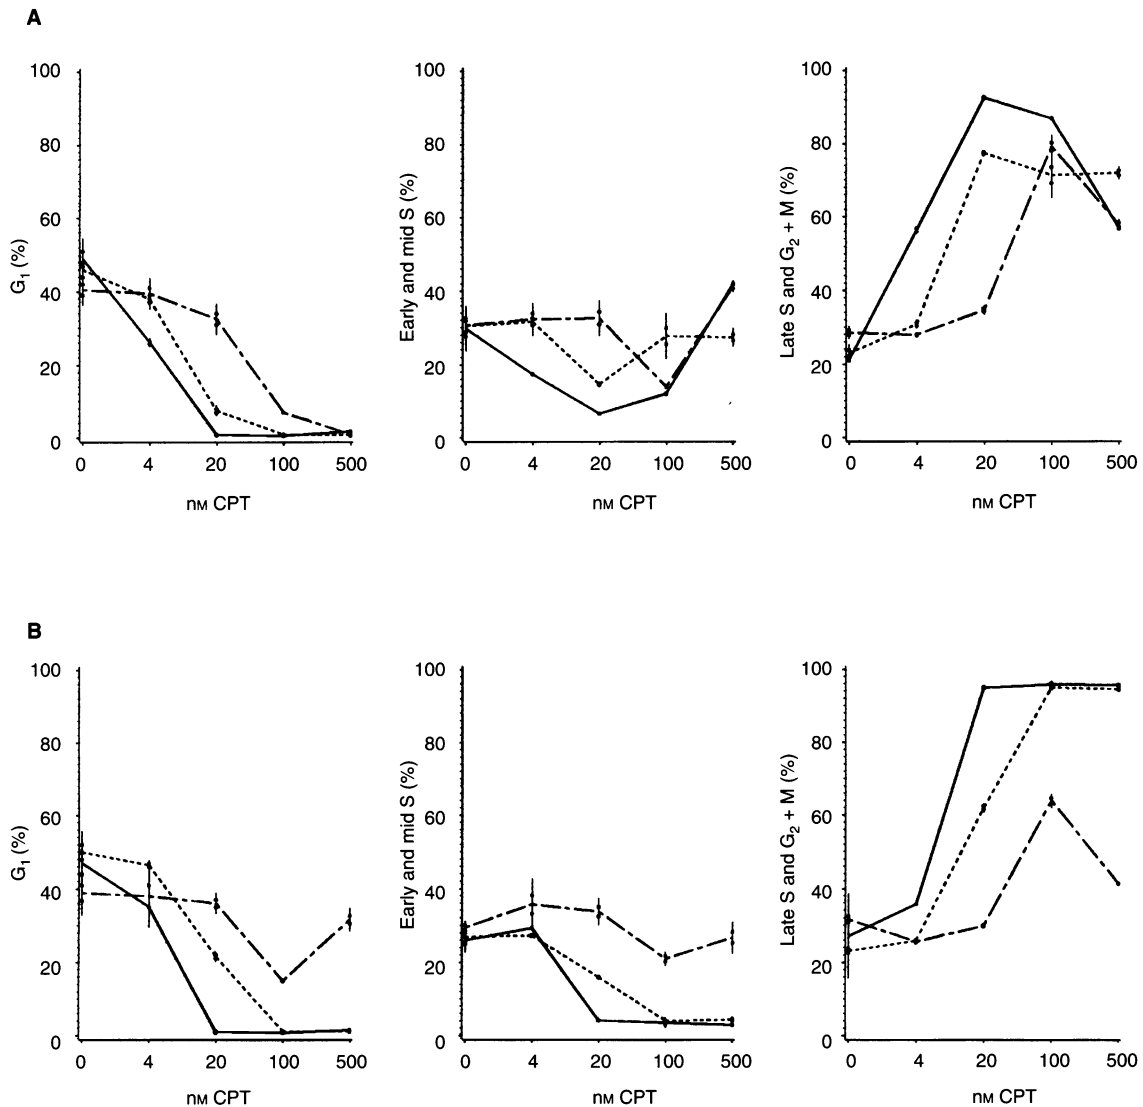 A
100 100 100
80 80 80
60 60 60
40 40 40
20 20 20
0 0 0
G1 (%)
Early and mid S (%)
Late S and G2 + M (%)
0 4 20 100 500 0 4 20 100 500 0 4 20 100 500
nM CPT nM CPT nM CPT
B
100 100 100
80 80 80
60 60 60
40 40 40
20 20 20
0 0 0
G1 (%)
Early and mid S (%)
Late S and G2 + M (%)
0 4 20 100 500 0 4 20 100 500 0 4 20 100 500
nM CPT nM CPT nM CPT